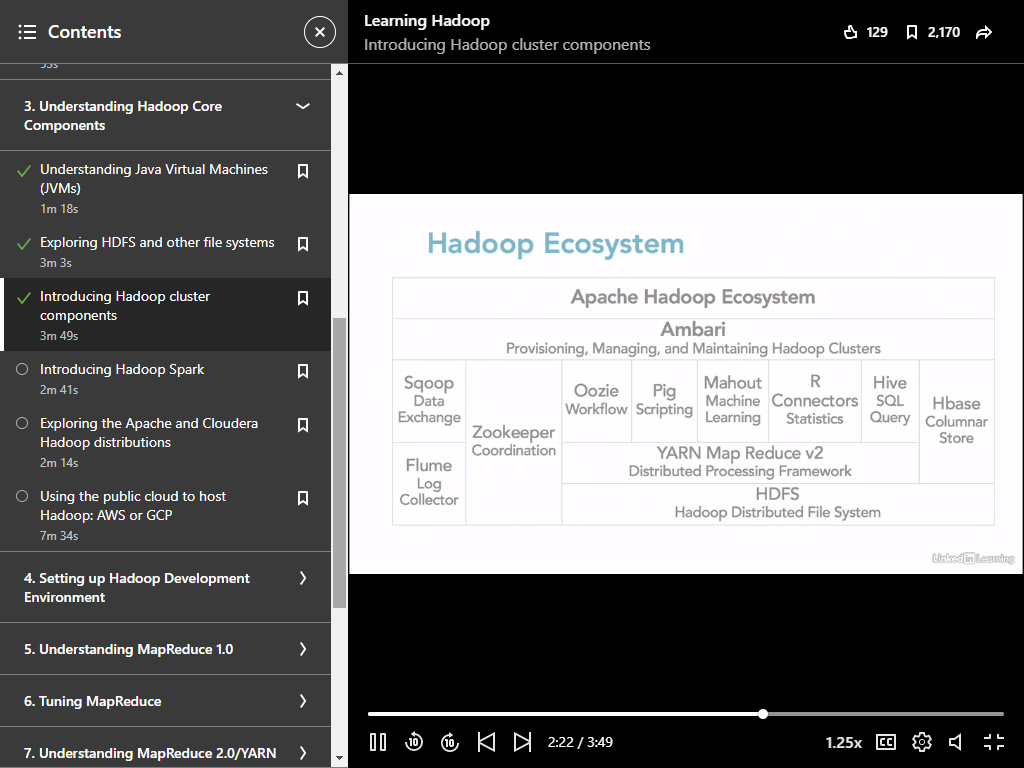 Contents
Learning Hadoop
Introducing Hadoop cluster components
129
2,170
3. Understanding Hadoop Core
Components
Understanding Java Virtual Machines
(JVMs)
1m 18s
Exploring HDFS and other file systems
3m 3s
Introducing Hadoop cluster
components
3m 49s
Introducing Hadoop Spark
2m 41s
Exploring the Apache and Cloudera
Hadoop distributions
2m 14s
Using the public cloud to host
Hadoop: AWS or GCP
7m 34s
4. Setting up Hadoop Development
Environment
5. Understanding MapReduce 1.0
6. Tuning MapReduce
7. Understanding MapReduce 2.0/YARN
Hadoop Ecosystem
Apache Hadoop Ecosystem
Ambari
Provisioning, Managing, and Maintaining Hadoop Clusters
Sqoop
Data
Exchange
Flume
Log
Collector
Zookeeper
Coordination
Oozie
Workflow
Pig
Scripting
Mahout
Machine
Learning
R
Connectors
Statistics
Hive
SQL
Query
Hbase
Columnar
Store
YARN Map Reduce v2
Distributed Processing Framework
HDFS
Hadoop Distributed File System
Linked in Learning
10
10
2:22 / 3:49
1.25x
CC